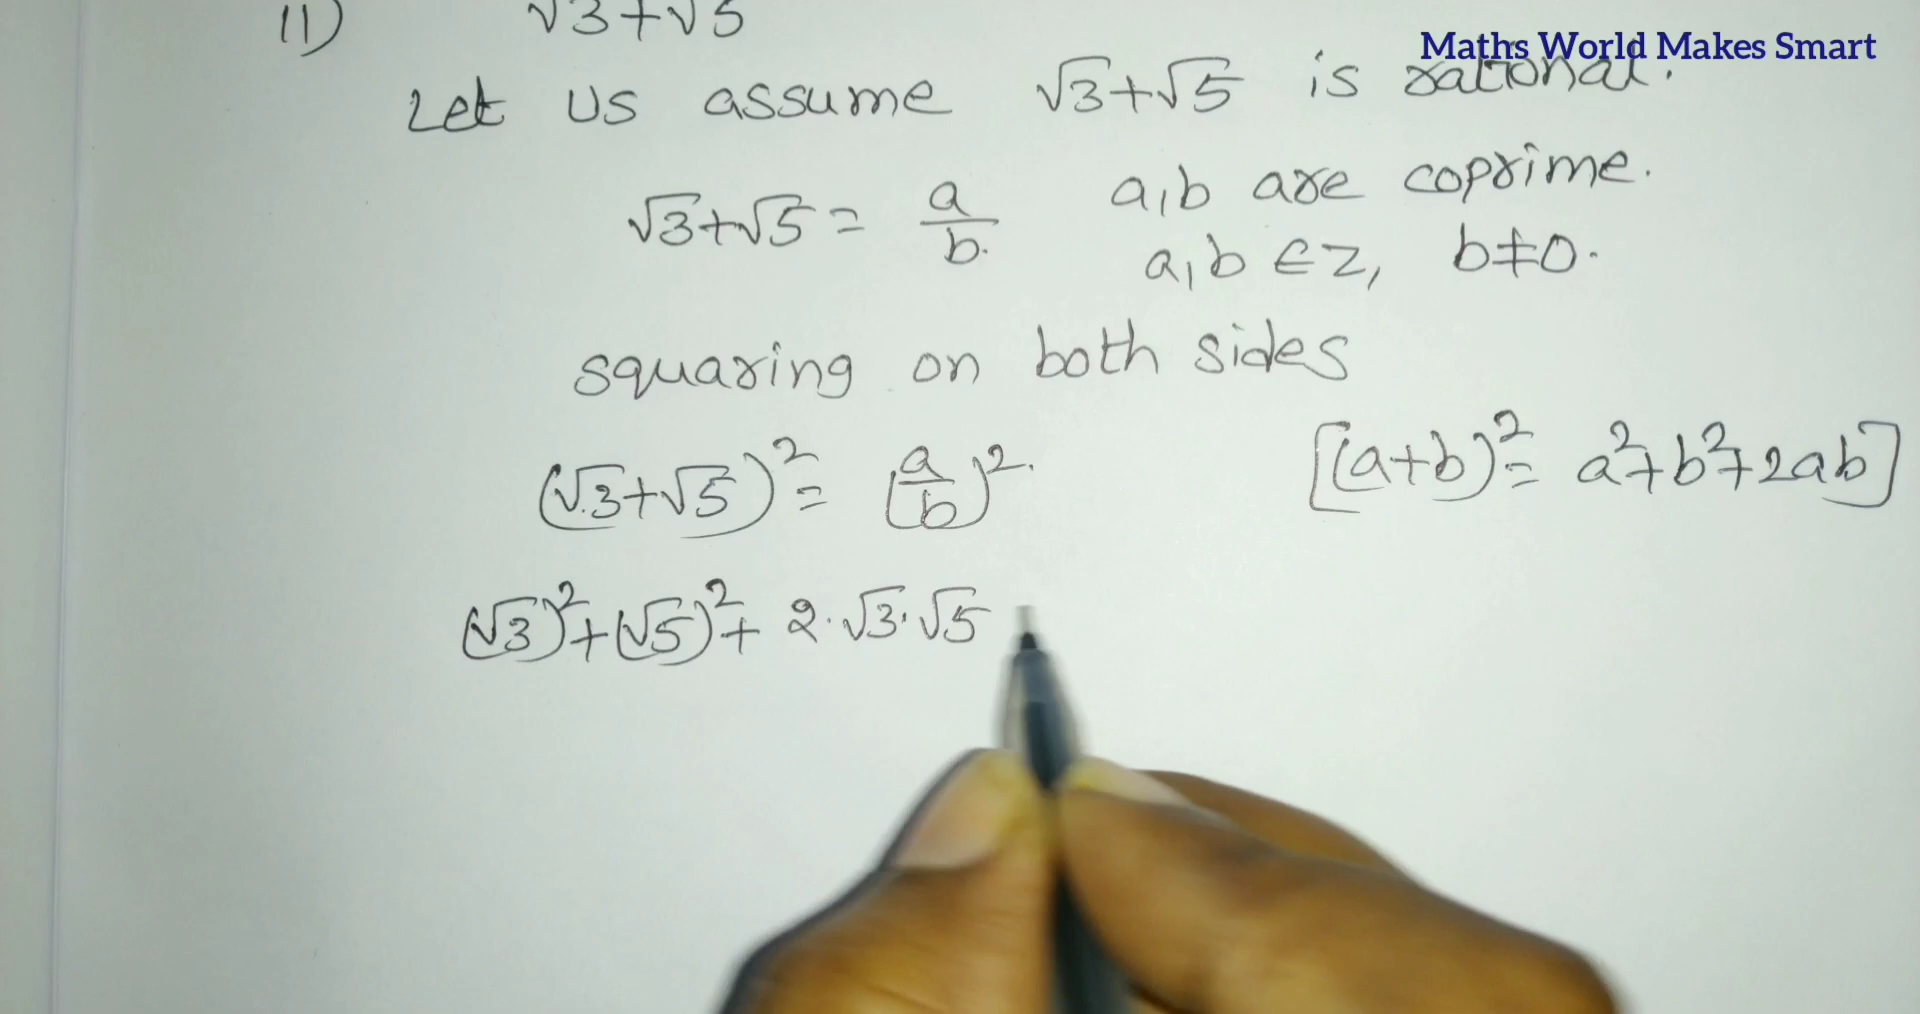 11) √3+√5
Maths World Makes Smart
Let us assume √3+√5 is rational.
√3+√5 = a/b. a,b are coprime.
a,b ∈ Z, b≠0.
squaring on both sides
(√3+√5)² = (a/b)². [(a+b)² = a²+b²+2ab]
(√3)²+(√5)²+ 2·√3·√5